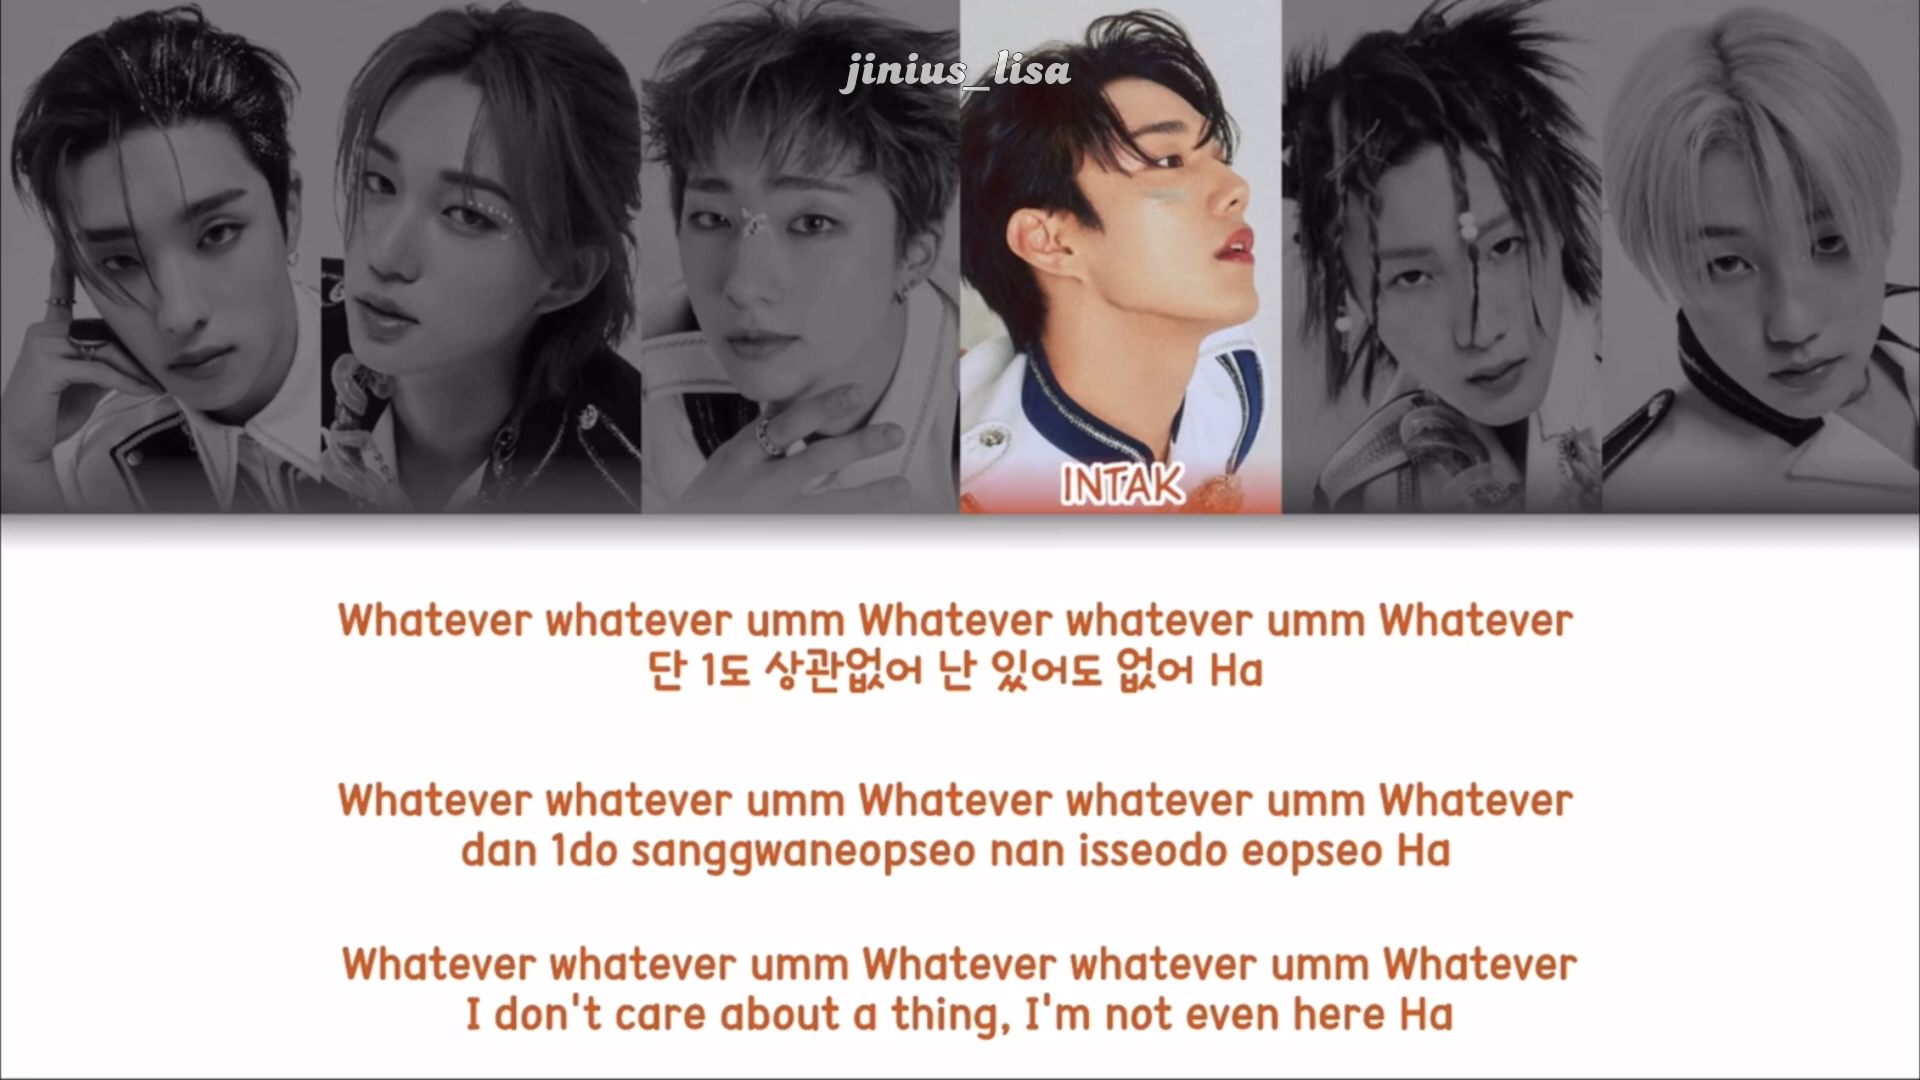 jinius_lisa
INTAK
Whatever whatever umm Whatever whatever umm Whatever
단 1도 상관없어 난 있어도 없어 Ha
Whatever whatever umm Whatever whatever umm Whatever
dan 1do sanggwaneopseo nan isseodo eopseo Ha
Whatever whatever umm Whatever whatever umm Whatever
I don't care about a thing, I'm not even here Ha